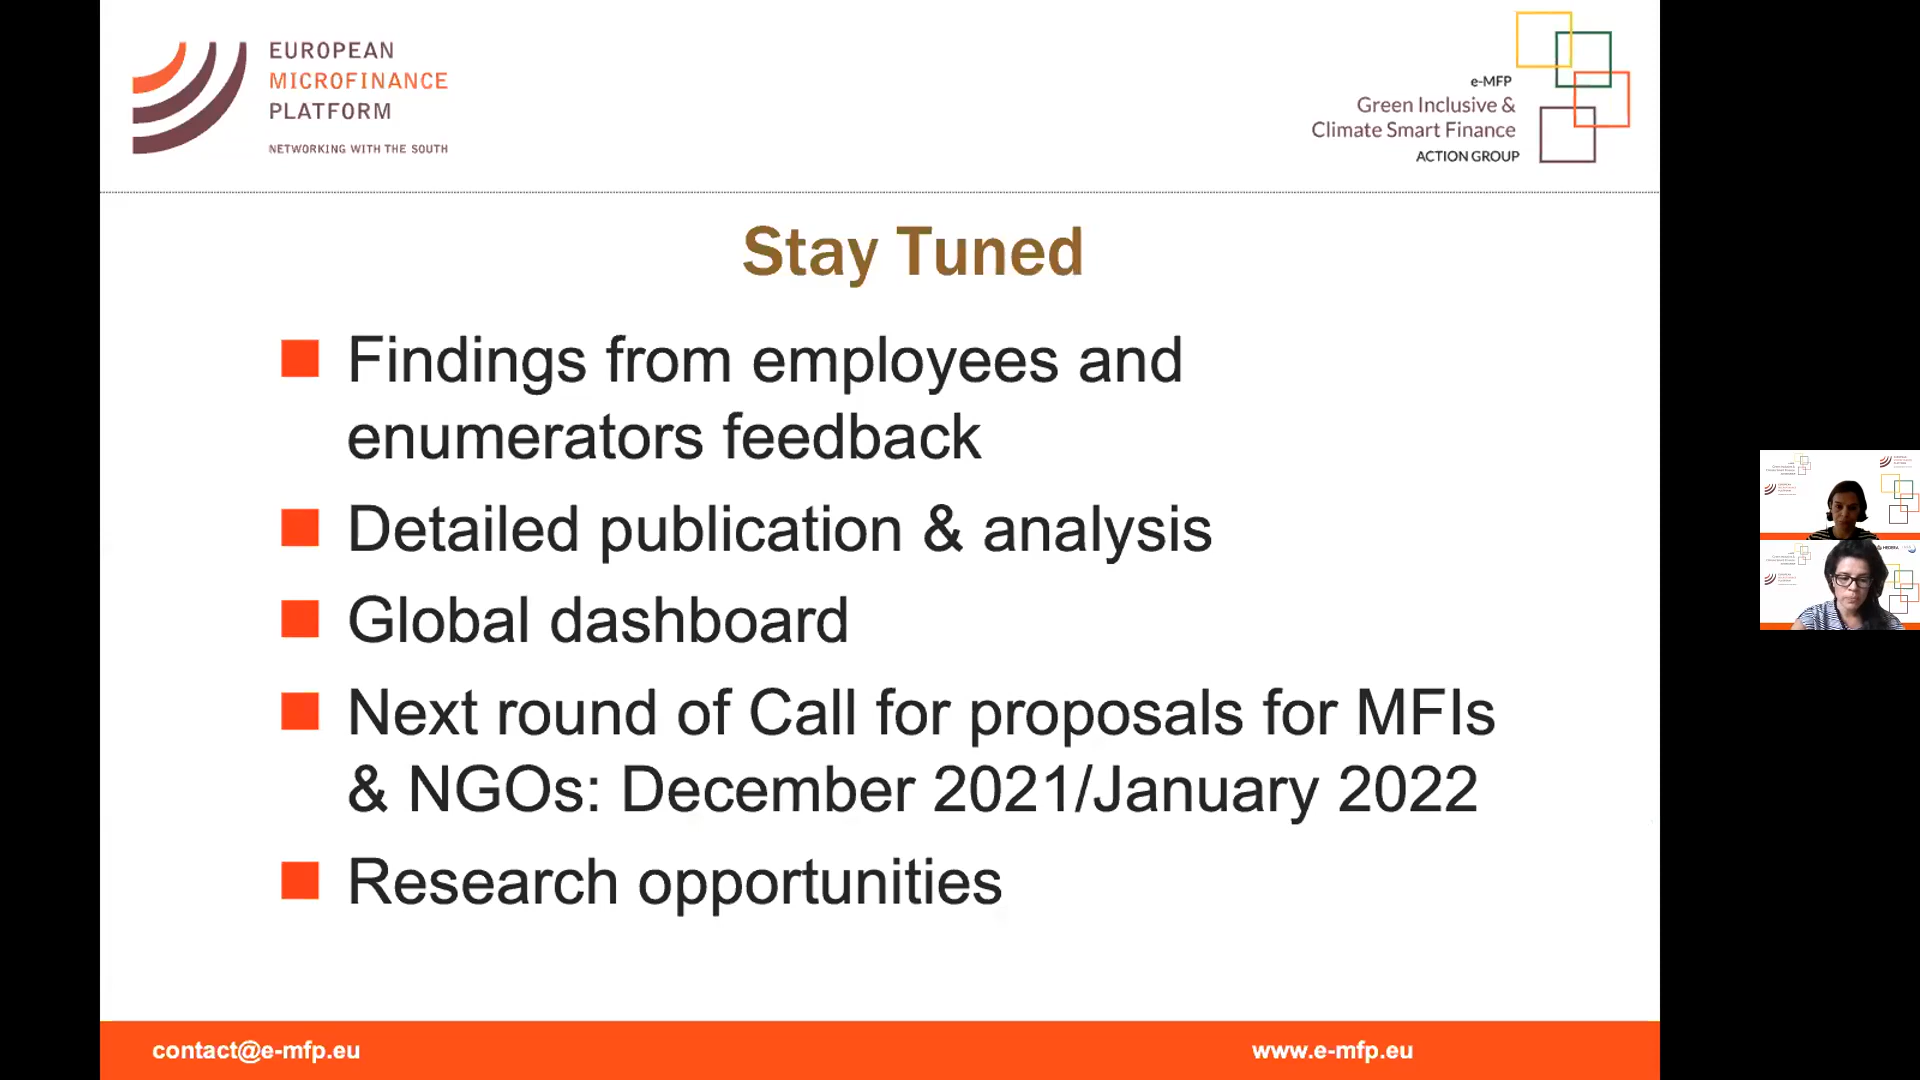 EUROPEAN
MICROFINANCE
PLATFORM
NETWORKING WITH THE SOUTH
e-MFP
Green Inclusive &
Climate Smart Finance
ACTION GROUP
Stay Tuned
Findings from employees and
enumerators feedback
Detailed publication & analysis
Global dashboard
Next round of Call for proposals for MFIs
& NGOs: December 2021/January 2022
Research opportunities
contact@e-mfp.eu
www.e-mfp.eu